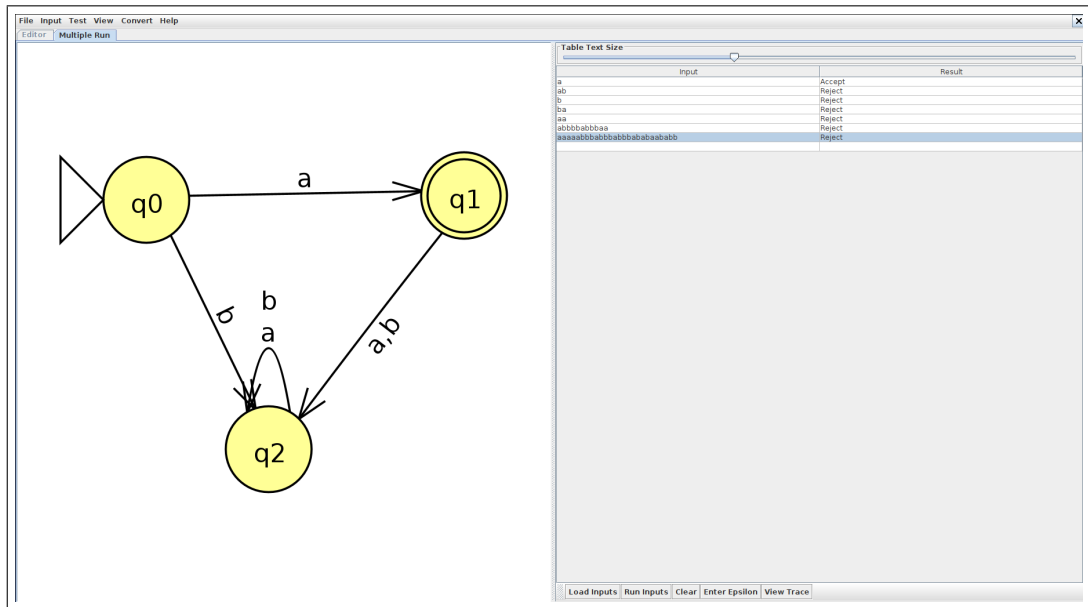 File Input Test View Convert Help
Editor Multiple Run
Table Text Size
Input Result
a Accept
ab Reject
b Reject
ba Reject
aa Reject
abbbbabbbaa Reject
aaaaabbbabbbabbbababaababb Reject
q0
a
q1
b
b
a
a,b
q2
Load Inputs Run Inputs Clear Enter Epsilon View Trace